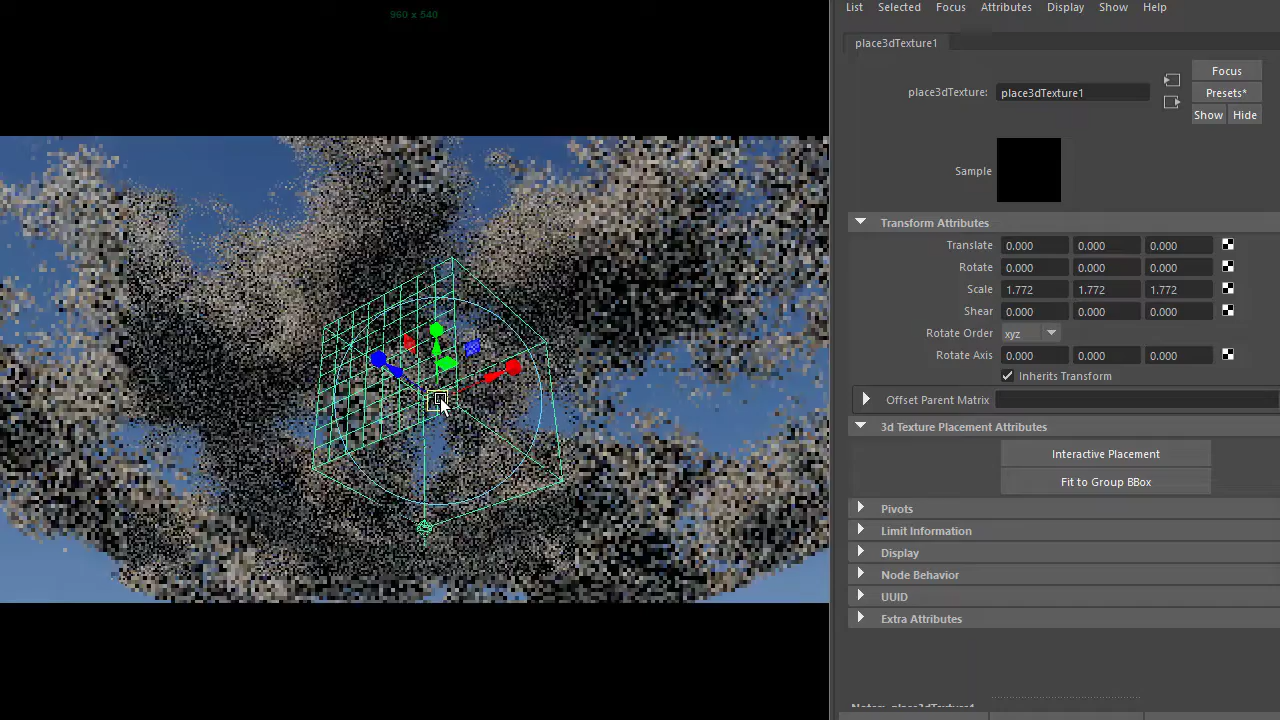 960 x 540
List Selected Focus Attributes Display Show Help
place3dTexture1
Focus
place3dTexture: place3dTexture1
Presets*
Show Hide
Sample
Transform Attributes
Translate 0.000 0.000 0.000
Rotate 0.000 0.000 0.000
Scale 1.772 1.772 1.772
Shear 0.000 0.000 0.000
Rotate Order xyz
Rotate Axis 0.000 0.000 0.000
Inherits Transform
Offset Parent Matrix
3d Texture Placement Attributes
Interactive Placement
Fit to Group BBox
Pivots
Limit Information
Display
Node Behavior
UUID
Extra Attributes
Notes: place3dTexture1